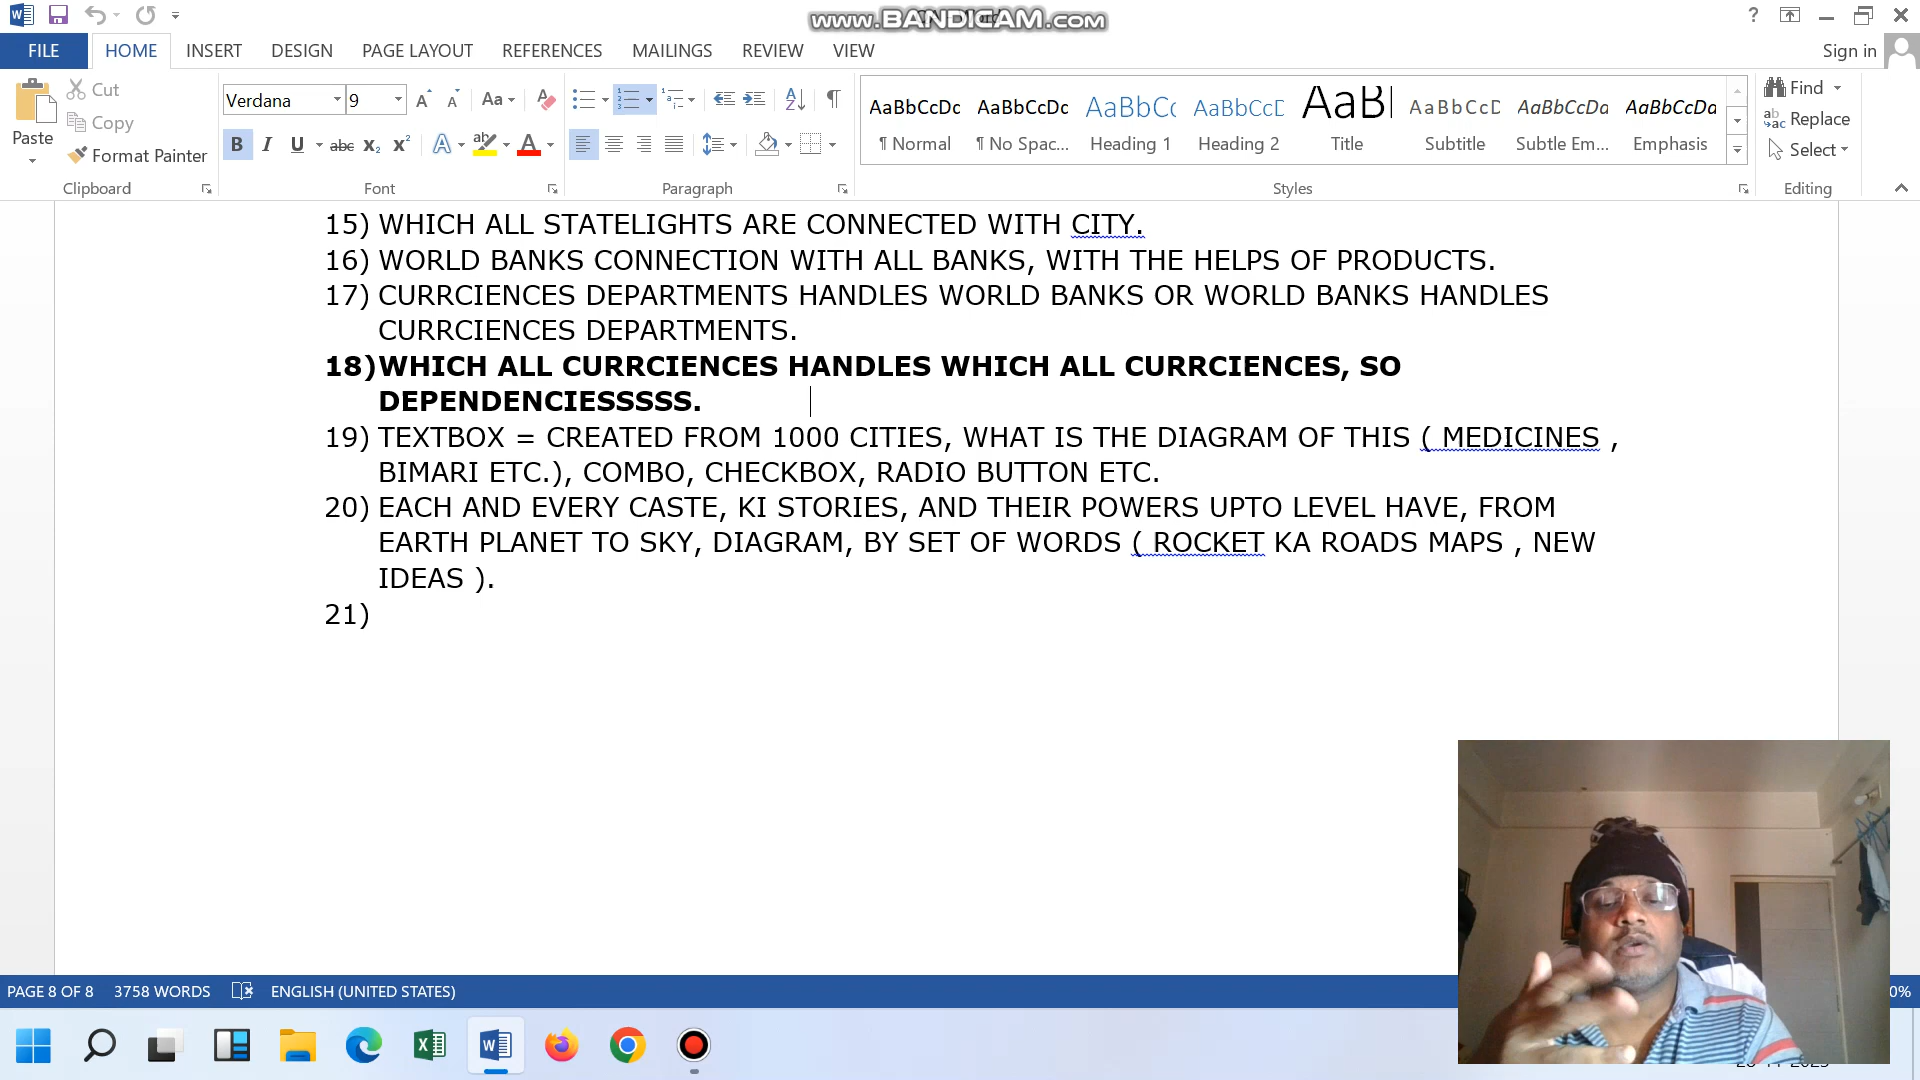 www.BANDICAM.com
?
FILE HOME INSERT DESIGN PAGE LAYOUT REFERENCES MAILINGS REVIEW VIEW Sign in
Paste
Cut
Copy
Format Painter
Clipboard
Verdana 9
Font
Paragraph
AaBbCcDc ¶ Normal
AaBbCcDc ¶ No Spac...
AaBbCc Heading 1
AaBbCcD Heading 2
AaBl Title
AaBbCcD Subtitle
AaBbCcDa Subtle Em...
AaBbCcDa Emphasis
Styles
Find
Replace
Select
Editing
15) WHICH ALL STATELIGHTS ARE CONNECTED WITH CITY.
16) WORLD BANKS CONNECTION WITH ALL BANKS, WITH THE HELPS OF PRODUCTS.
17) CURRCIENCES DEPARTMENTS HANDLES WORLD BANKS OR WORLD BANKS HANDLES
CURRCIENCES DEPARTMENTS.
18)WHICH ALL CURRCIENCES HANDLES WHICH ALL CURRCIENCES, SO
DEPENDENCIESSSSS.
19) TEXTBOX = CREATED FROM 1000 CITIES, WHAT IS THE DIAGRAM OF THIS ( MEDICINES ,
BIMARI ETC.), COMBO, CHECKBOX, RADIO BUTTON ETC.
20) EACH AND EVERY CASTE, KI STORIES, AND THEIR POWERS UPTO LEVEL HAVE, FROM
EARTH PLANET TO SKY, DIAGRAM, BY SET OF WORDS ( ROCKET KA ROADS MAPS , NEW
IDEAS ).
21)
PAGE 8 OF 8 3758 WORDS ENGLISH (UNITED STATES) 0%